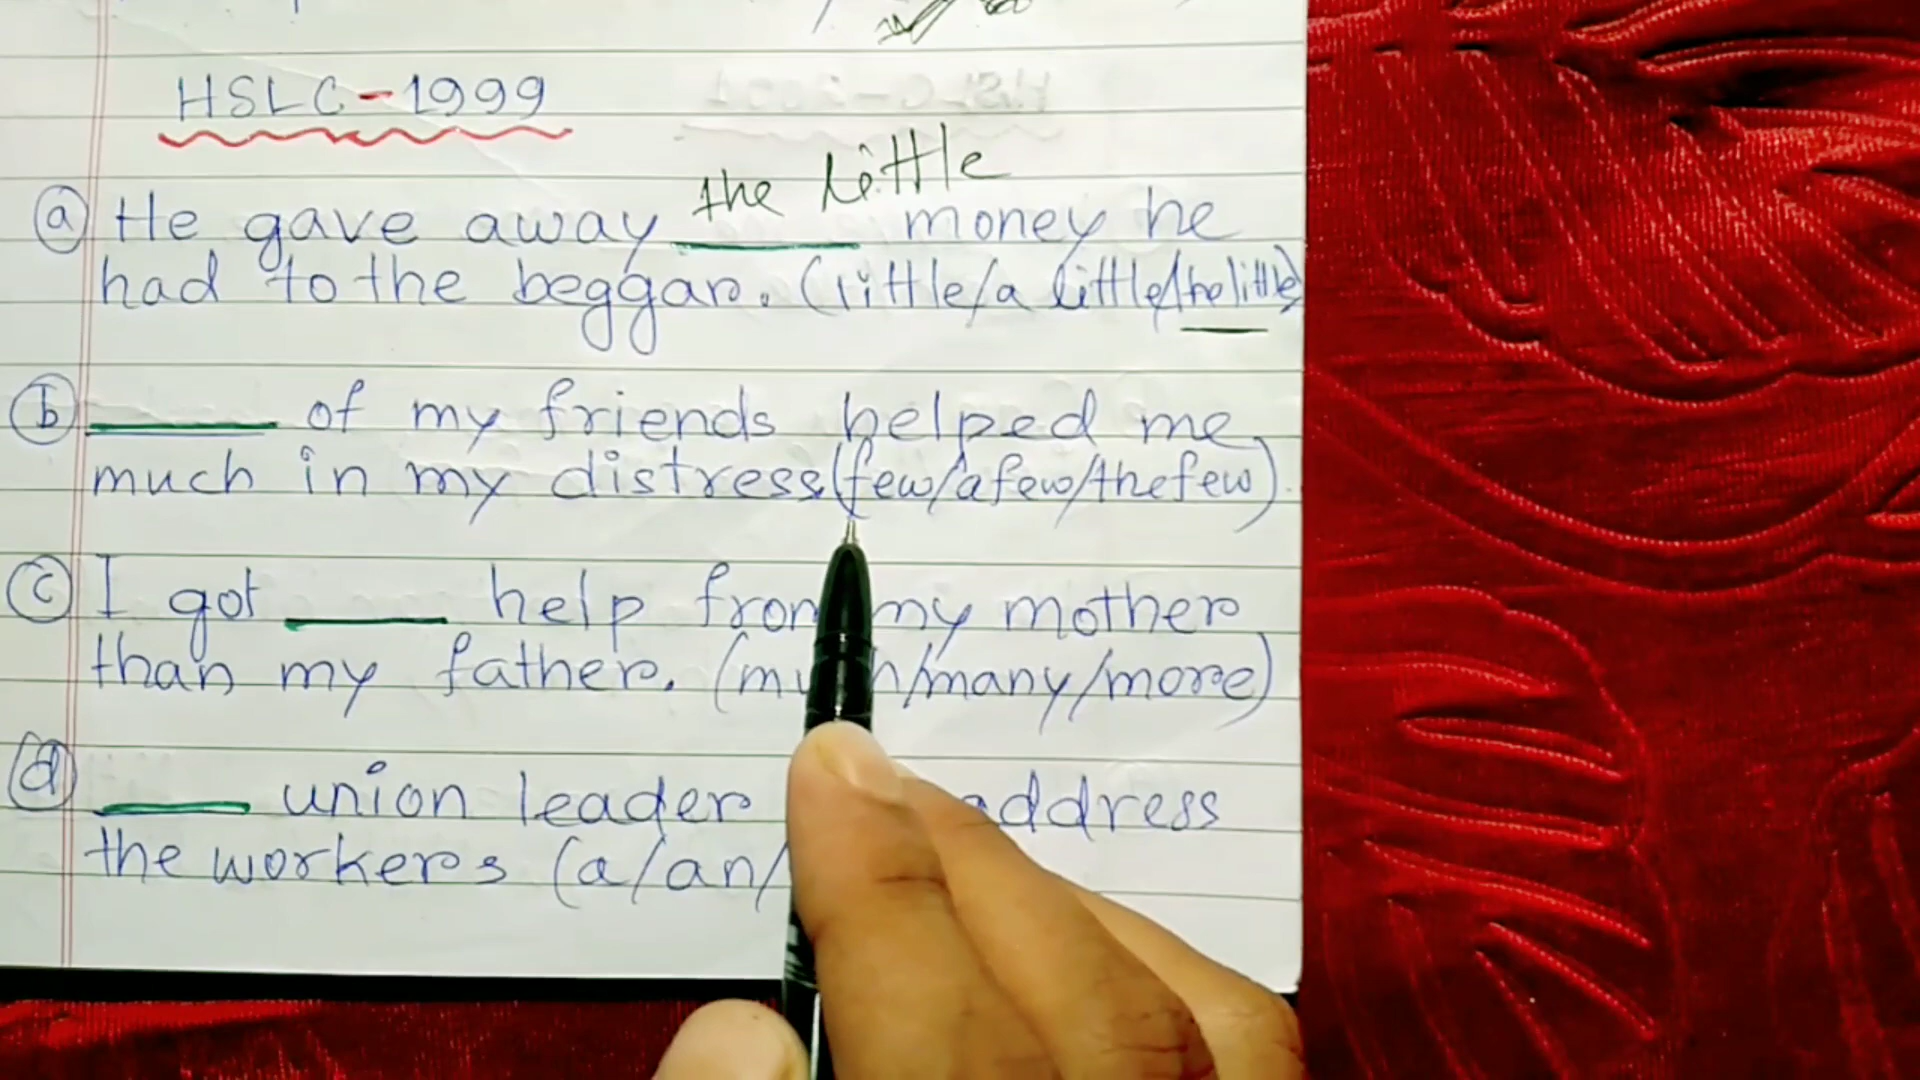 HSLC-1999
the little
(a) He gave away ______ money he
had to the beggar. (little/a little/the little)
(b) ______ of my friends helped me
much in my distress (few/a few/the few).
(c) I got ______ help from my mother
than my father. (much/many/more)
(d) ______ union leader address
the workers (a/an/